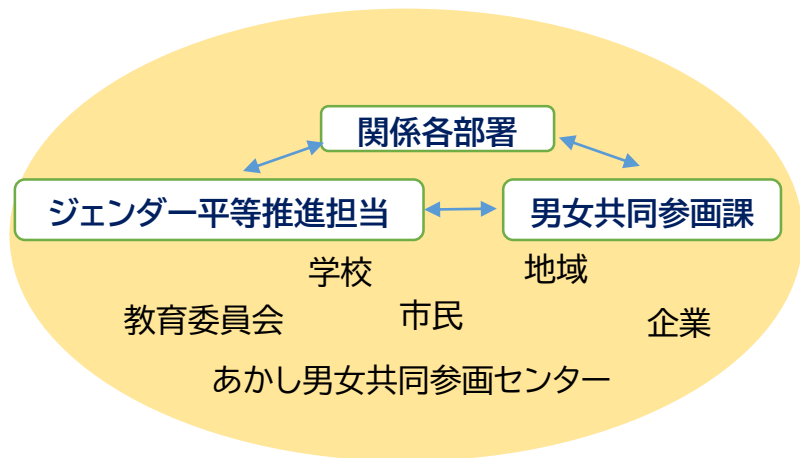 関係各部署
ジェンダー平等推進担当
男女共同参画課
学校
地域
教育委員会
市民
企業
あかし男女共同参画センター